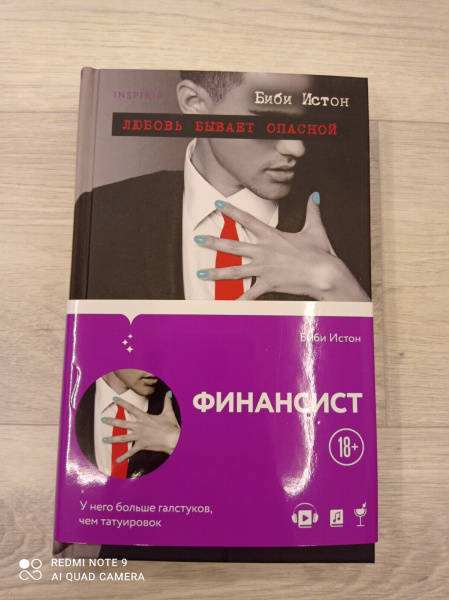 INSPIRIA
Биби Истон
ЛЮБОВЬ БЫВАЕТ ОПАСНОЙ
Биби Истон
ФИНАНСИСТ
18+
У него больше галстуков,
чем татуировок
REDMI NOTE 9
AI QUAD CAMERA